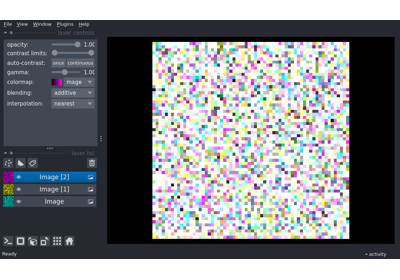 File View Window Plugins Help
layer controls
opacity: 1.00
contrast limits:
auto-contrast: once continuous
gamma: 1.00
colormap:
blending: additive
interpolation: nearest
layer list
Image [2]
Image [1]
Image
Ready
activity